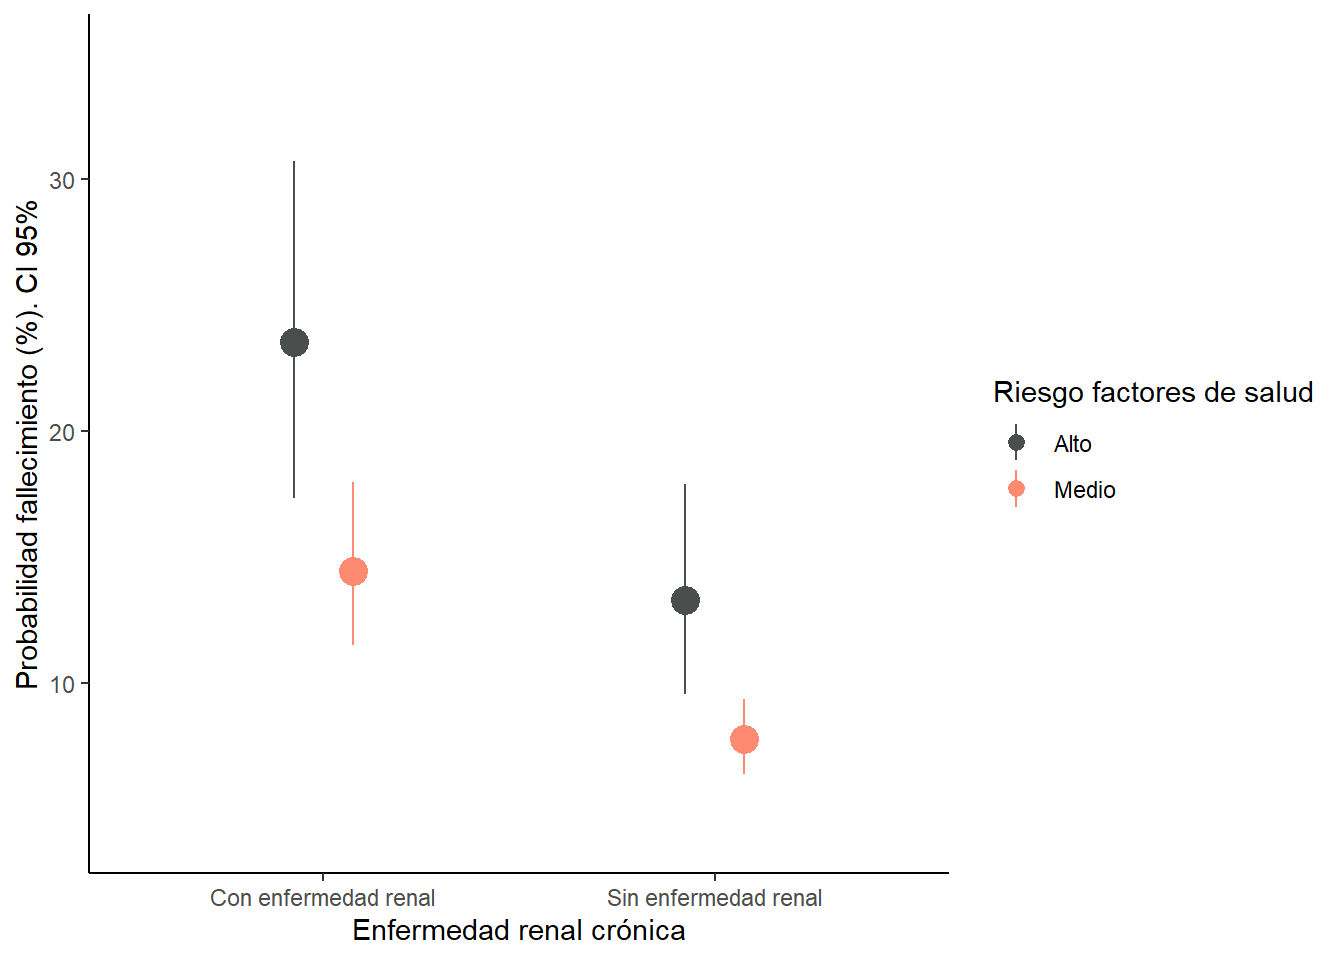 Probabilidad fallecimiento (%). CI 95%
30
20
10
Con enfermedad renal
Sin enfermedad renal
Enfermedad renal crónica
Riesgo factores de salud
Alto
Medio